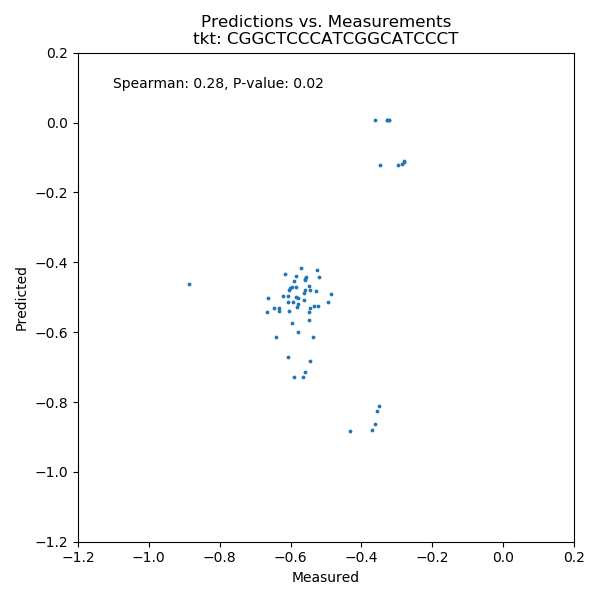 Predictions vs. Measurements
tkt: CGGCTCCCATCGGCATCCCT
Spearman: 0.28, P-value: 0.02
0.2
0.0
−0.2
−0.4
−0.6
−0.8
−1.0
−1.2
Predicted
−1.2 −1.0 −0.8 −0.6 −0.4 −0.2 0.0 0.2
Measured